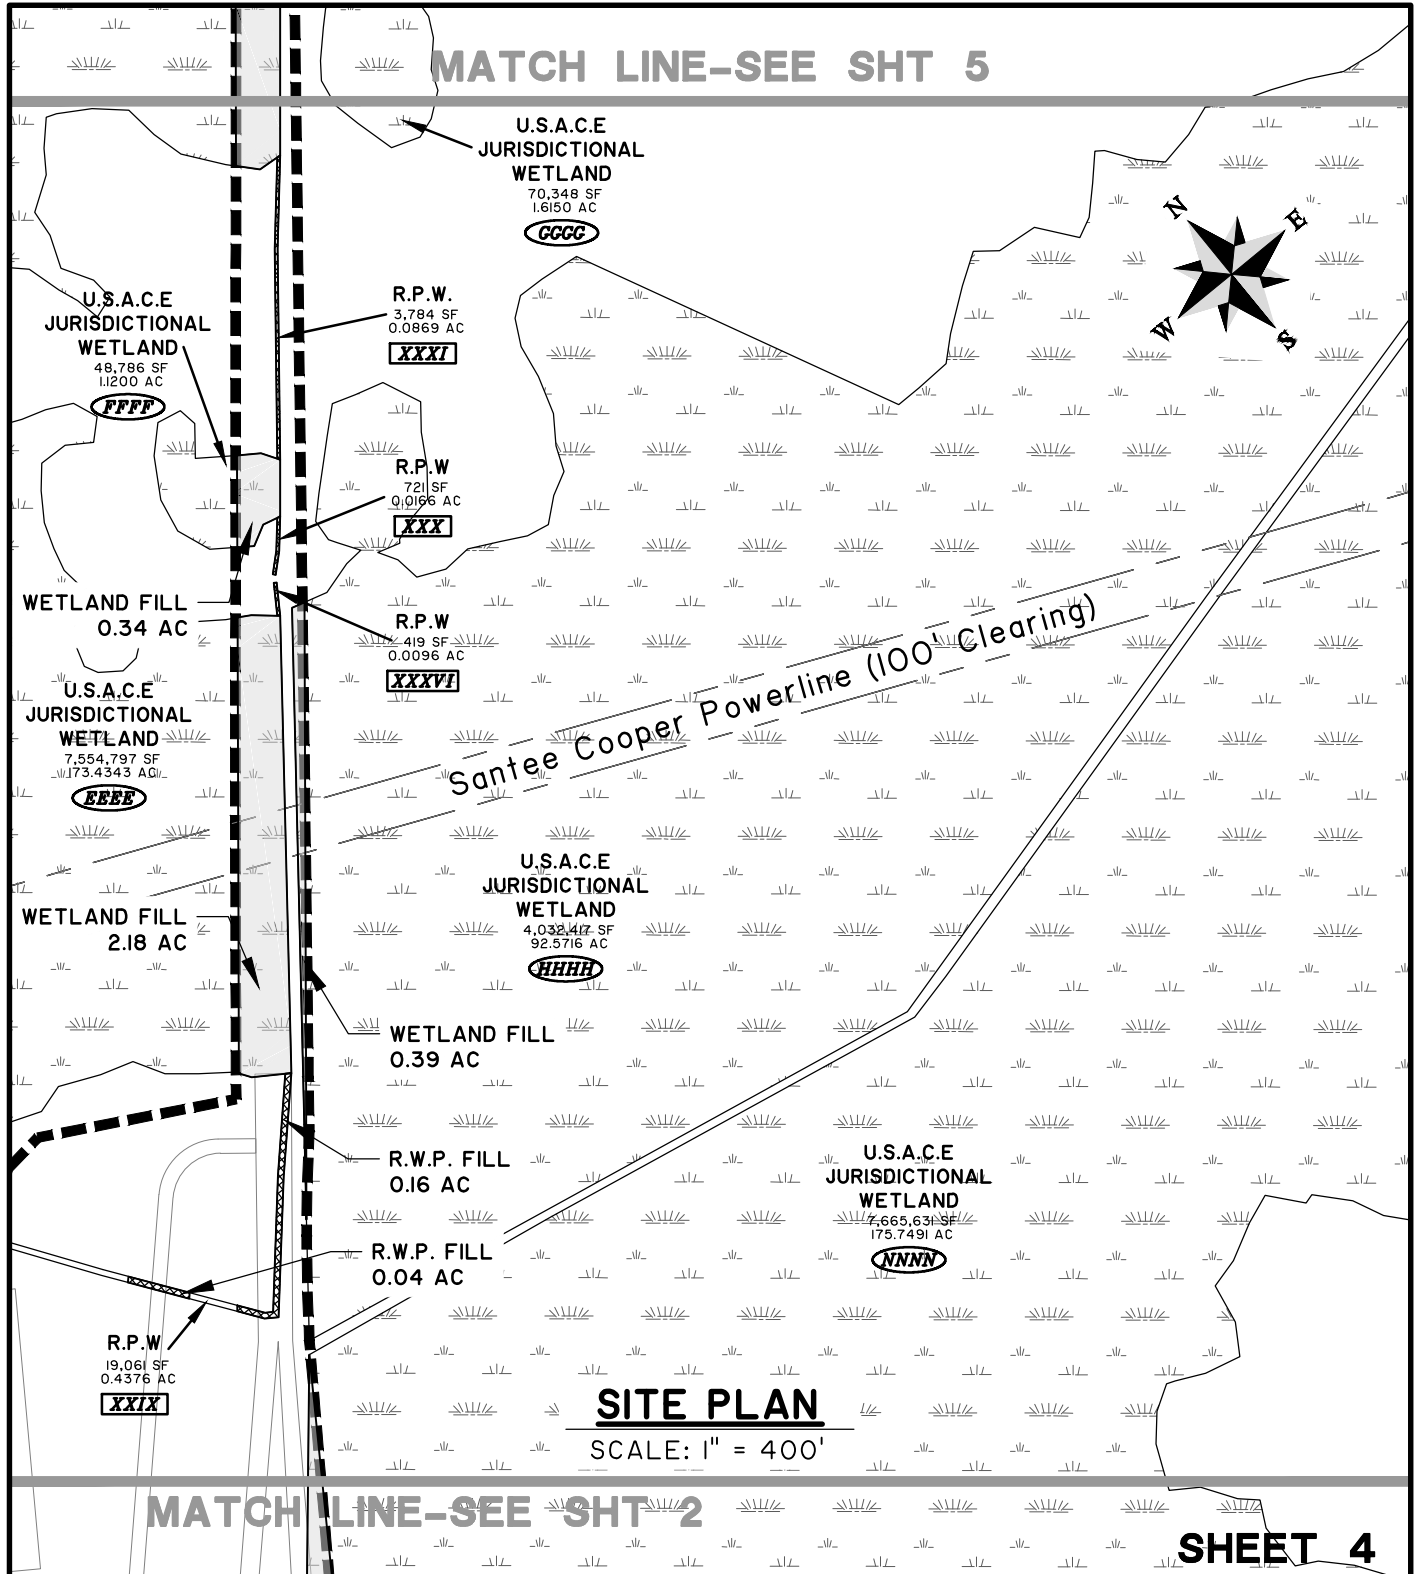 MATCH LINE-SEE SHT 5
U.S.A.C.E
JURISDICTIONAL
WETLAND
70,348 SF
1.6150 AC
GGGG
N
E
W
S
U.S.A.C.E
JURISDICTIONAL
WETLAND
48,786 SF
1.1200 AC
FFFF
R.P.W.
3,784 SF
0.0869 AC
XXXI
R.P.W
721 SF
0.0166 AC
XXX
WETLAND FILL
0.34 AC
R.P.W
419 SF
0.0096 AC
XXXVI
U.S.A.C.E
JURISDICTIONAL
WETLAND
7,554,797 SF
173.4343 AC
EEEE
Santee Cooper Powerline (100' Clearing)
WETLAND FILL
2.18 AC
U.S.A.C.E
JURISDICTIONAL
WETLAND
4,032,417 SF
92.5716 AC
HHHH
WETLAND FILL
0.39 AC
R.W.P. FILL
0.16 AC
U.S.A.C.E
JURISDICTIONAL
WETLAND
7,665,631 SF
175.7491 AC
NNNN
R.W.P. FILL
0.04 AC
R.P.W
19,061 SF
0.4376 AC
XXIX
SITE PLAN
SCALE: 1" = 400'
MATCH LINE-SEE SHT 2
SHEET 4